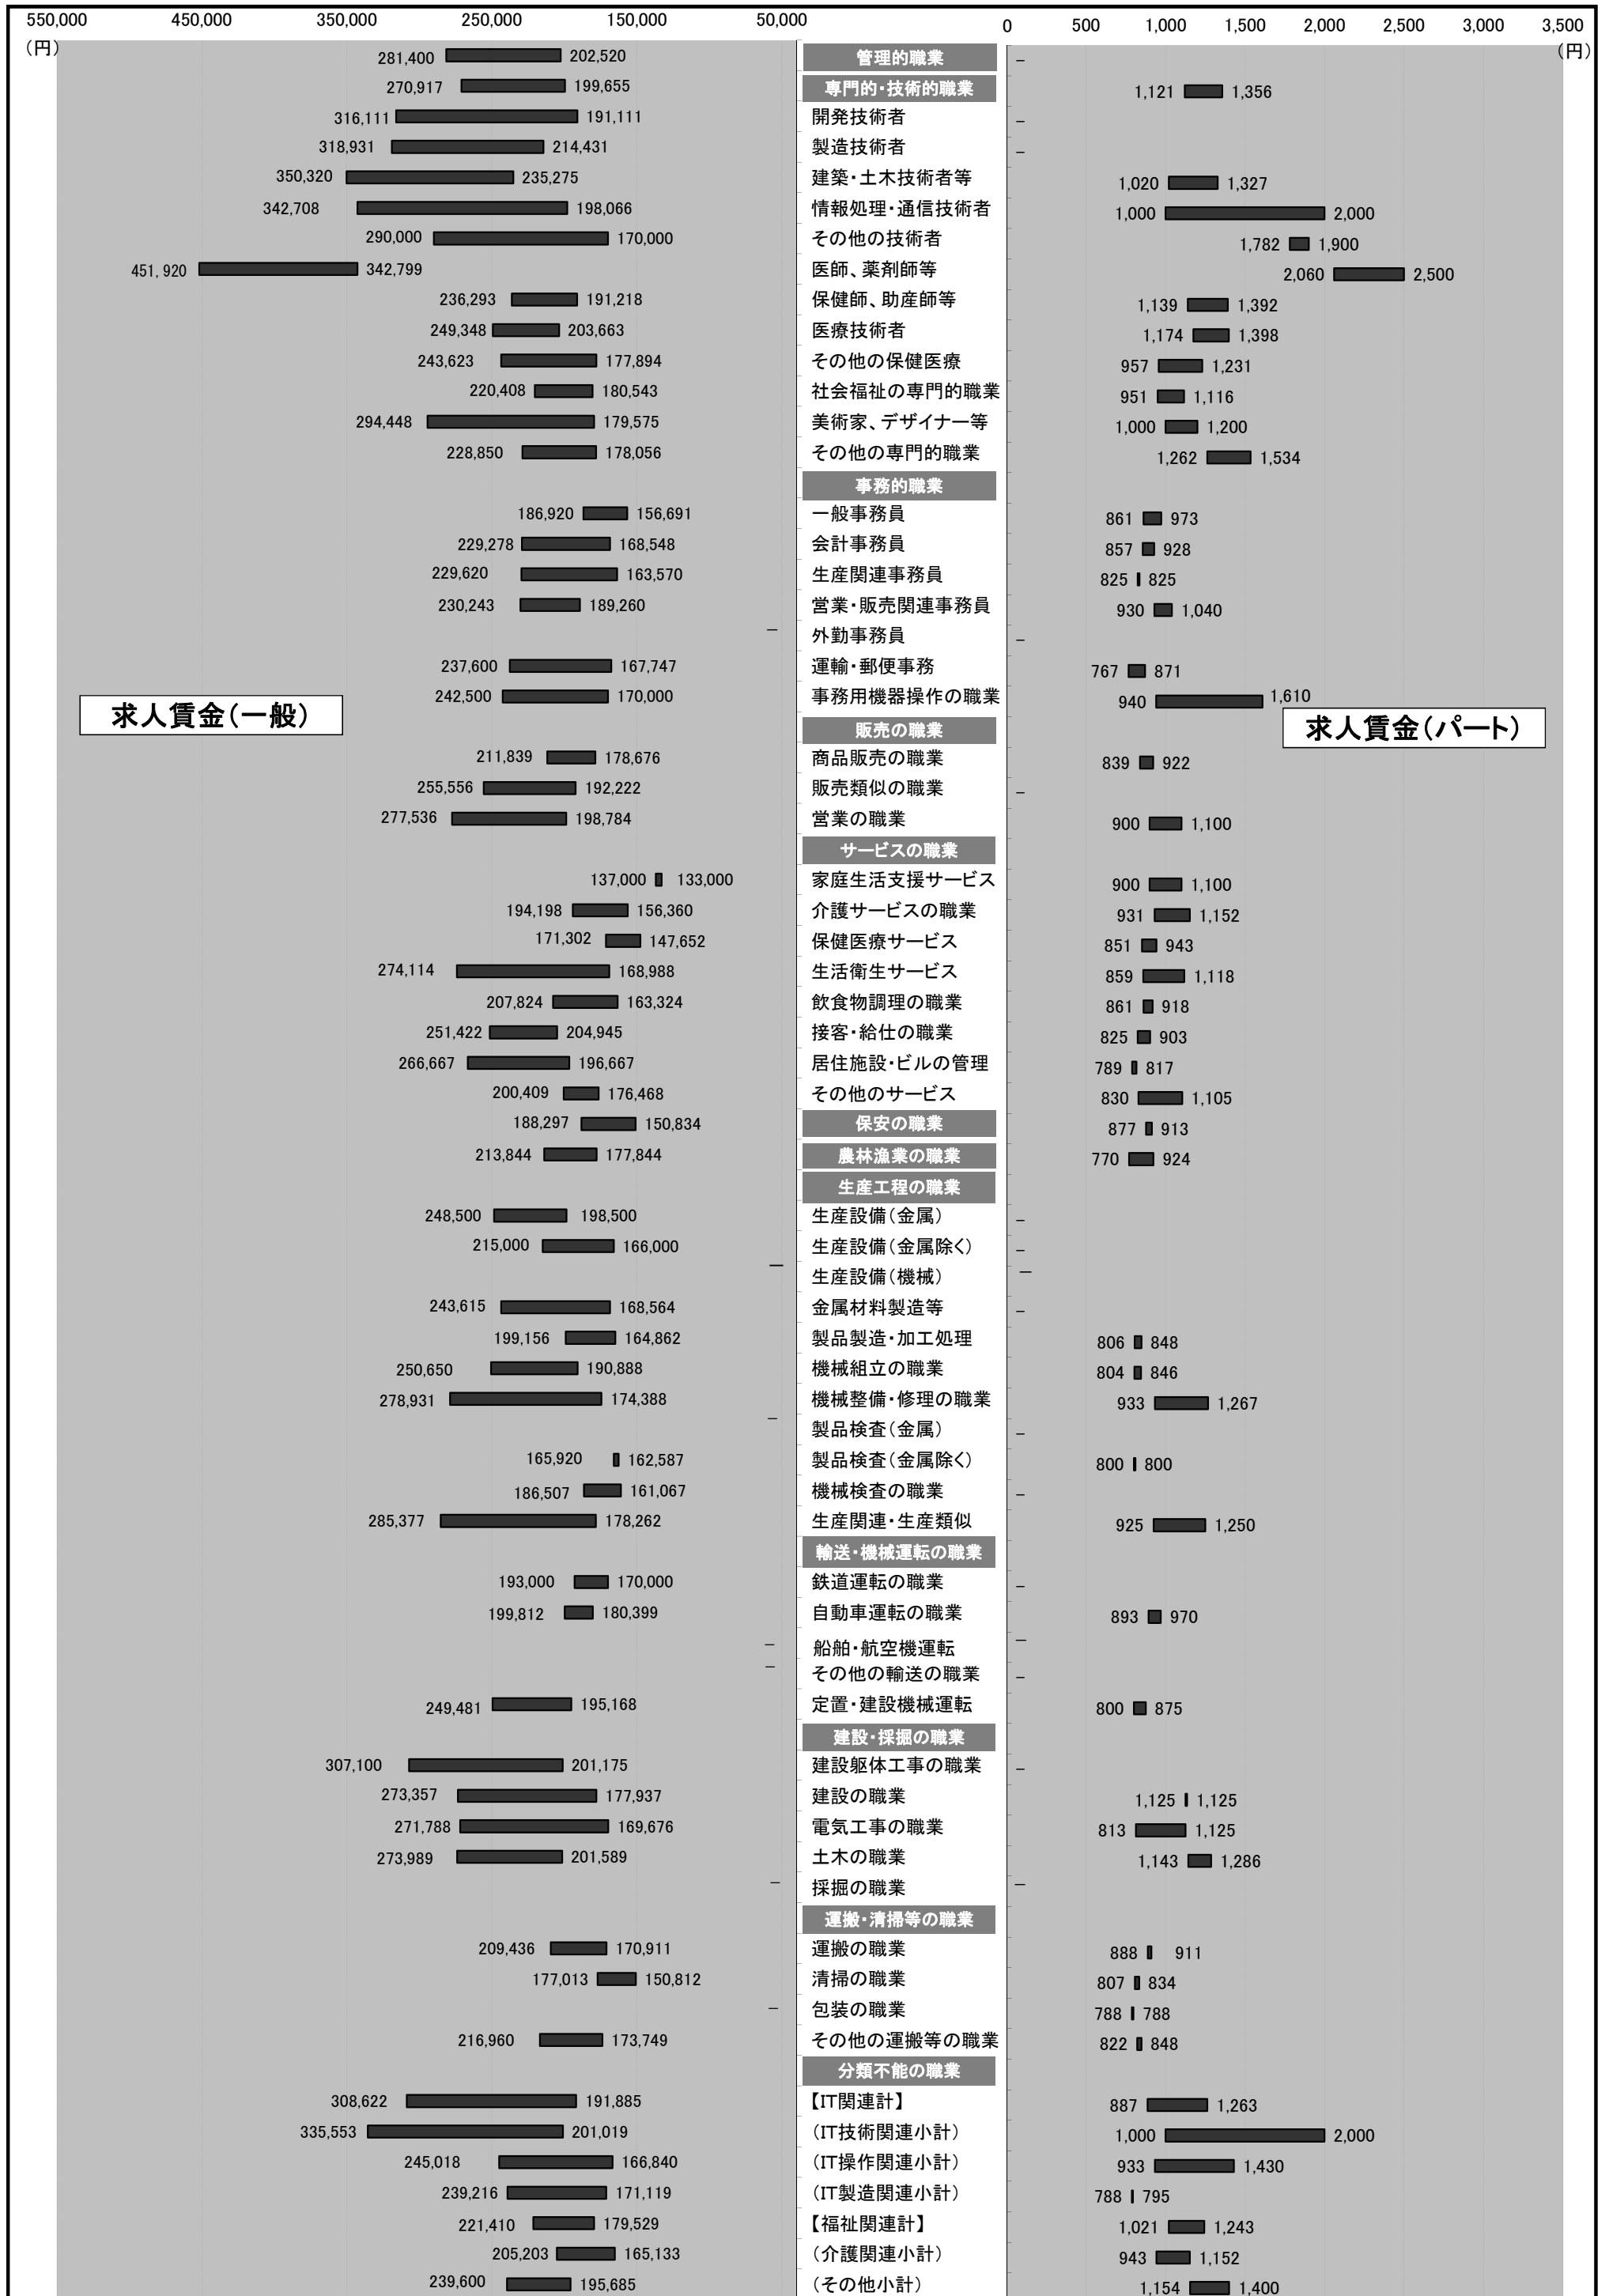 550,000 450,000 350,000 250,000 150,000 50,000 0 500 1,000 1,500 2,000 2,500 3,000 3,500
(円) (円)
281,400 202,520 管理的職業 –
270,917 199,655 専門的・技術的職業 1,121 1,356
316,111 191,111 開発技術者 –
318,931 214,431 製造技術者 –
350,320 235,275 建築・土木技術者等 1,020 1,327
342,708 198,066 情報処理・通信技術者 1,000 2,000
290,000 170,000 その他の技術者 1,782 1,900
451,920 342,799 医師、薬剤師等 2,060 2,500
236,293 191,218 保健師、助産師等 1,139 1,392
249,348 203,663 医療技術者 1,174 1,398
243,623 177,894 その他の保健医療 957 1,231
220,408 180,543 社会福祉の専門的職業 951 1,116
294,448 179,575 美術家、デザイナー等 1,000 1,200
228,850 178,056 その他の専門的職業 1,262 1,534
事務的職業
186,920 156,691 一般事務員 861 973
229,278 168,548 会計事務員 857 928
229,620 163,570 生産関連事務員 825 825
230,243 189,260 営業・販売関連事務員 930 1,040
– 外勤事務員 –
237,600 167,747 運輸・郵便事務 767 871
242,500 170,000 事務用機器操作の職業 940 1,610
求人賃金(一般) 求人賃金(パート)
販売の職業
211,839 178,676 商品販売の職業 839 922
255,556 192,222 販売類似の職業 –
277,536 198,784 営業の職業 900 1,100
サービスの職業
137,000 133,000 家庭生活支援サービス 900 1,100
194,198 156,360 介護サービスの職業 931 1,152
171,302 147,652 保健医療サービス 851 943
274,114 168,988 生活衛生サービス 859 1,118
207,824 163,324 飲食物調理の職業 861 918
251,422 204,945 接客・給仕の職業 825 903
266,667 196,667 居住施設・ビルの管理 789 817
200,409 176,468 その他のサービス 830 1,105
188,297 150,834 保安の職業 877 913
213,844 177,844 農林漁業の職業 770 924
生産工程の職業
248,500 198,500 生産設備(金属) –
215,000 166,000 生産設備(金属除く) –
– 生産設備(機械) –
243,615 168,564 金属材料製造等 –
199,156 164,862 製品製造・加工処理 806 848
250,650 190,888 機械組立の職業 804 846
278,931 174,388 機械整備・修理の職業 933 1,267
– 製品検査(金属) –
165,920 162,587 製品検査(金属除く) 800 800
186,507 161,067 機械検査の職業 –
285,377 178,262 生産関連・生産類似 925 1,250
輸送・機械運転の職業
193,000 170,000 鉄道運転の職業 –
199,812 180,399 自動車運転の職業 893 970
– 船舶・航空機運転 –
– その他の輸送の職業 –
249,481 195,168 定置・建設機械運転 800 875
建設・採掘の職業
307,100 201,175 建設躯体工事の職業 –
273,357 177,937 建設の職業 1,125 1,125
271,788 169,676 電気工事の職業 813 1,125
273,989 201,589 土木の職業 1,143 1,286
– 採掘の職業 –
運搬・清掃等の職業
209,436 170,911 運搬の職業 888 911
177,013 150,812 清掃の職業 807 834
– 包装の職業 788 788
216,960 173,749 その他の運搬等の職業 822 848
分類不能の職業
308,622 191,885 【IT関連計】 887 1,263
335,553 201,019 (IT技術関連小計) 1,000 2,000
245,018 166,840 (IT操作関連小計) 933 1,430
239,216 171,119 (IT製造関連小計) 788 795
221,410 179,529 【福祉関連計】 1,021 1,243
205,203 165,133 (介護関連小計) 943 1,152
239,600 195,685 (その他小計) 1,154 1,400